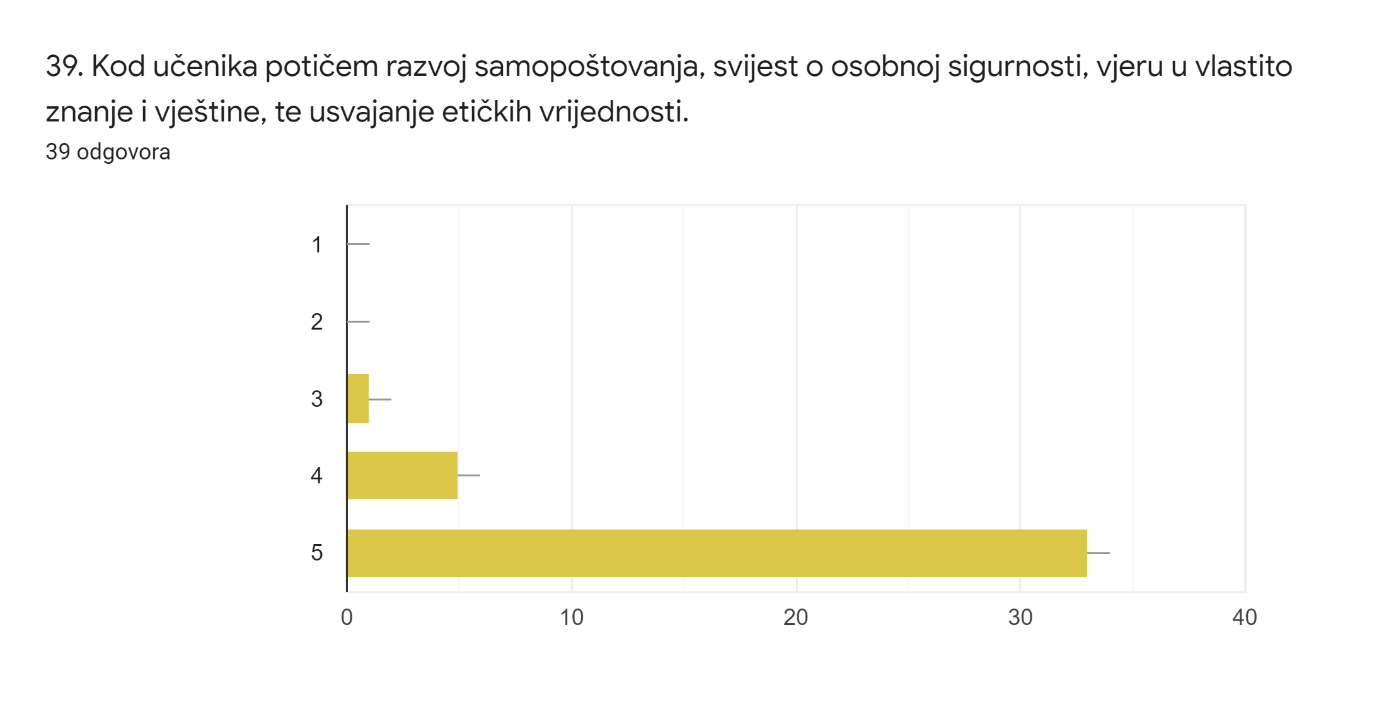 39. Kod učenika potičem razvoj samopoštovanja, svijest o osobnoj sigurnosti, vjeru u vlastito
znanje i vještine, te usvajanje etičkih vrijednosti.
39 odgovora
1
2
3
4
5
0 10 20 30 40